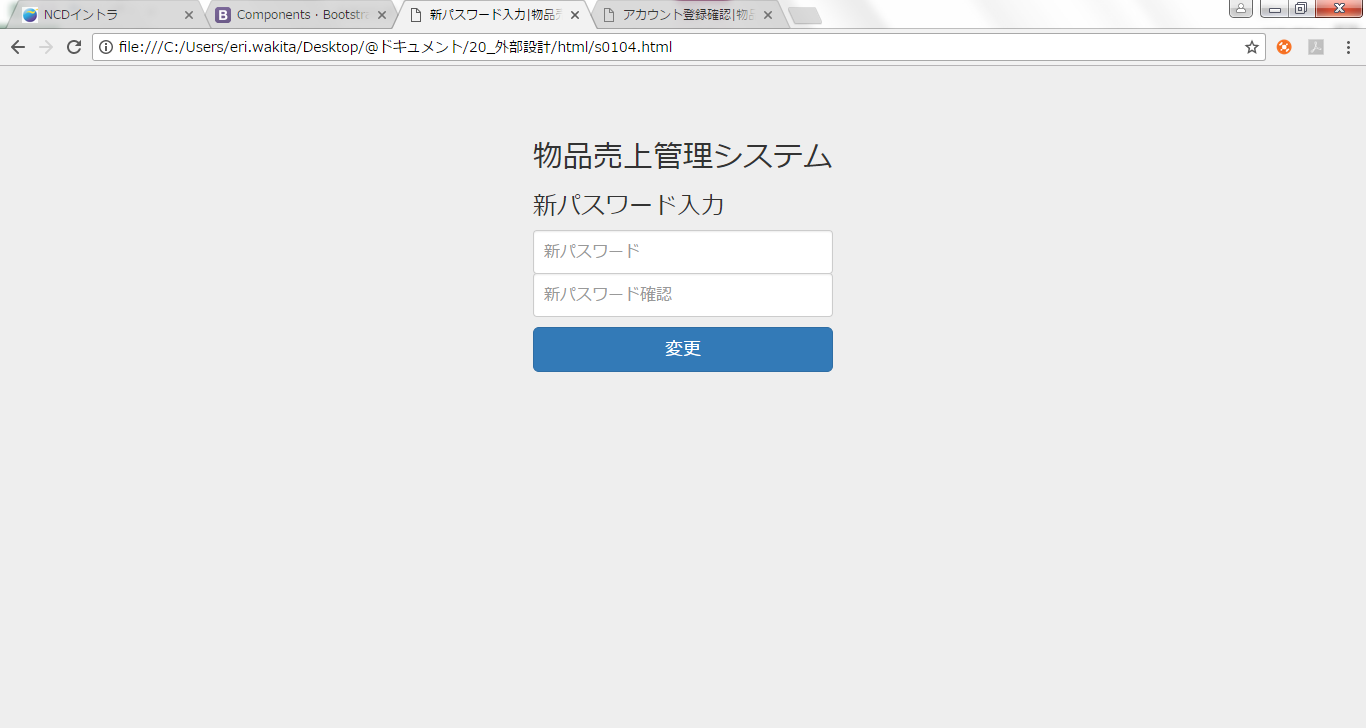 NCDイントラ
Components · Bootstr
新パスワード入力|物品
アカウント登録確認|物
file:///C:/Users/eri.wakita/Desktop/@ドキュメント/20_外部設計/html/s0104.html
物品売上管理システム
新パスワード入力
新パスワード
新パスワード確認
変更